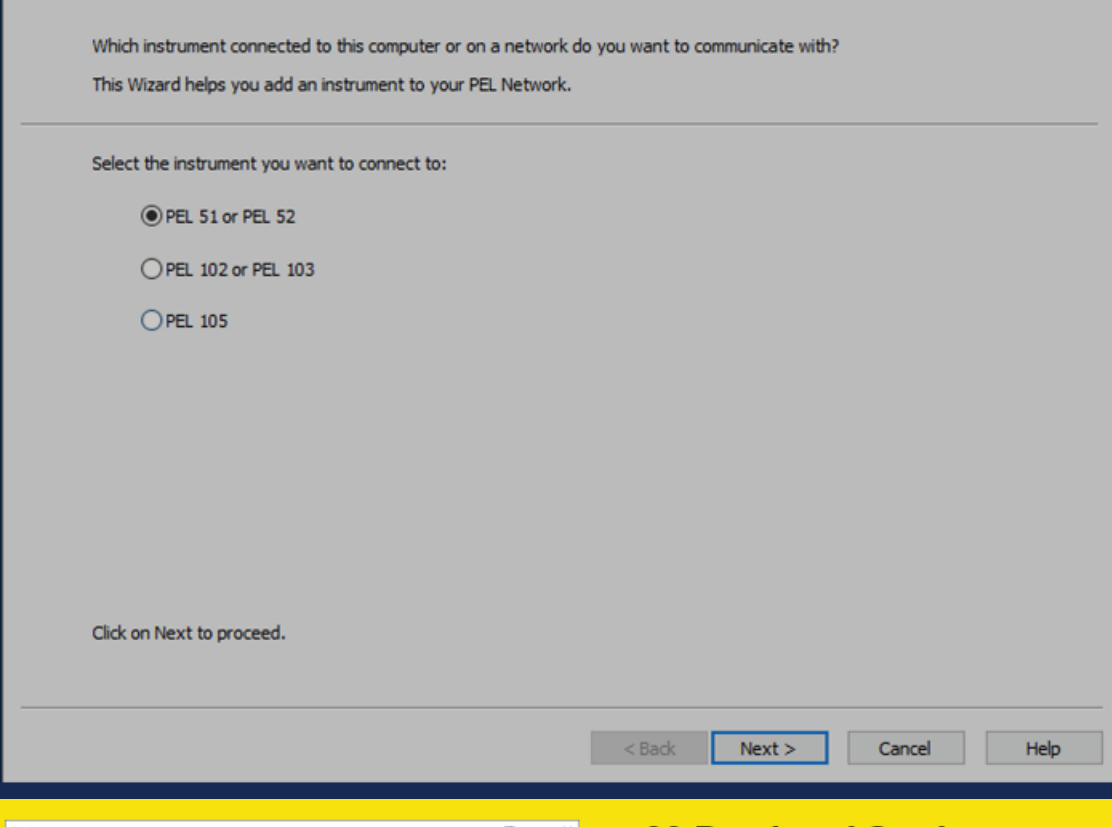 Which instrument connected to this computer or on a network do you want to communicate with?
This Wizard helps you add an instrument to your PEL Network.
Select the instrument you want to connect to:
PEL 51 or PEL 52
PEL 102 or PEL 103
PEL 105
Click on Next to proceed.
< Back
Next >
Cancel
Help